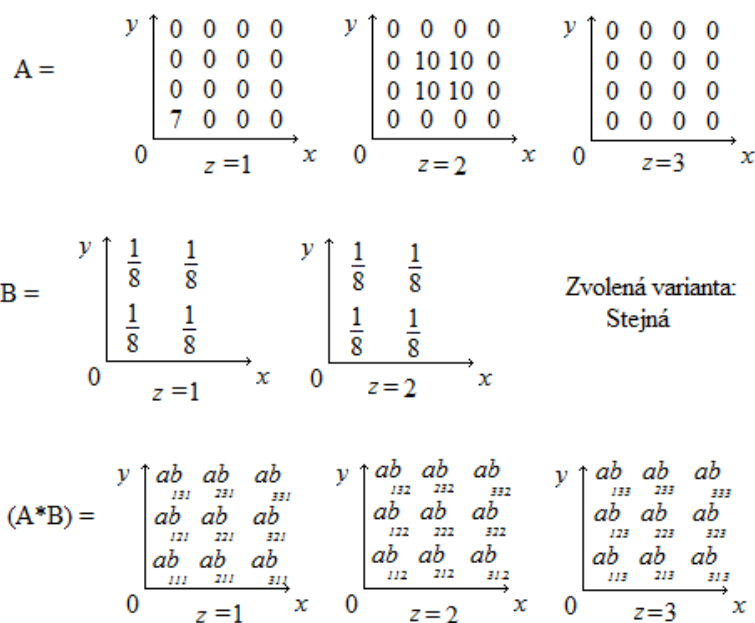 y 0 0 0 0 y 0 0 0 0 y 0 0 0 0
A = 0 0 0 0 0 10 10 0 0 0 0 0
0 0 0 0 0 10 10 0 0 0 0 0
7 0 0 0 0 0 0 0 0 0 0 0
0 z =1 x 0 z =2 x 0 z =3 x
y 1/8 1/8 y 1/8 1/8
B = 1/8 1/8 1/8 1/8
0 z =1 x 0 z = 2 x
Zvolená varianta:
Stejná
y ab131 ab231 ab331 y ab132 ab232 ab332 y ab133 ab233 ab333
(A*B) = ab121 ab221 ab321 ab122 ab222 ab322 ab123 ab223 ab323
ab111 ab211 ab311 ab112 ab212 ab312 ab113 ab213 ab313
0 z =1 x 0 z = 2 x 0 z =3 x